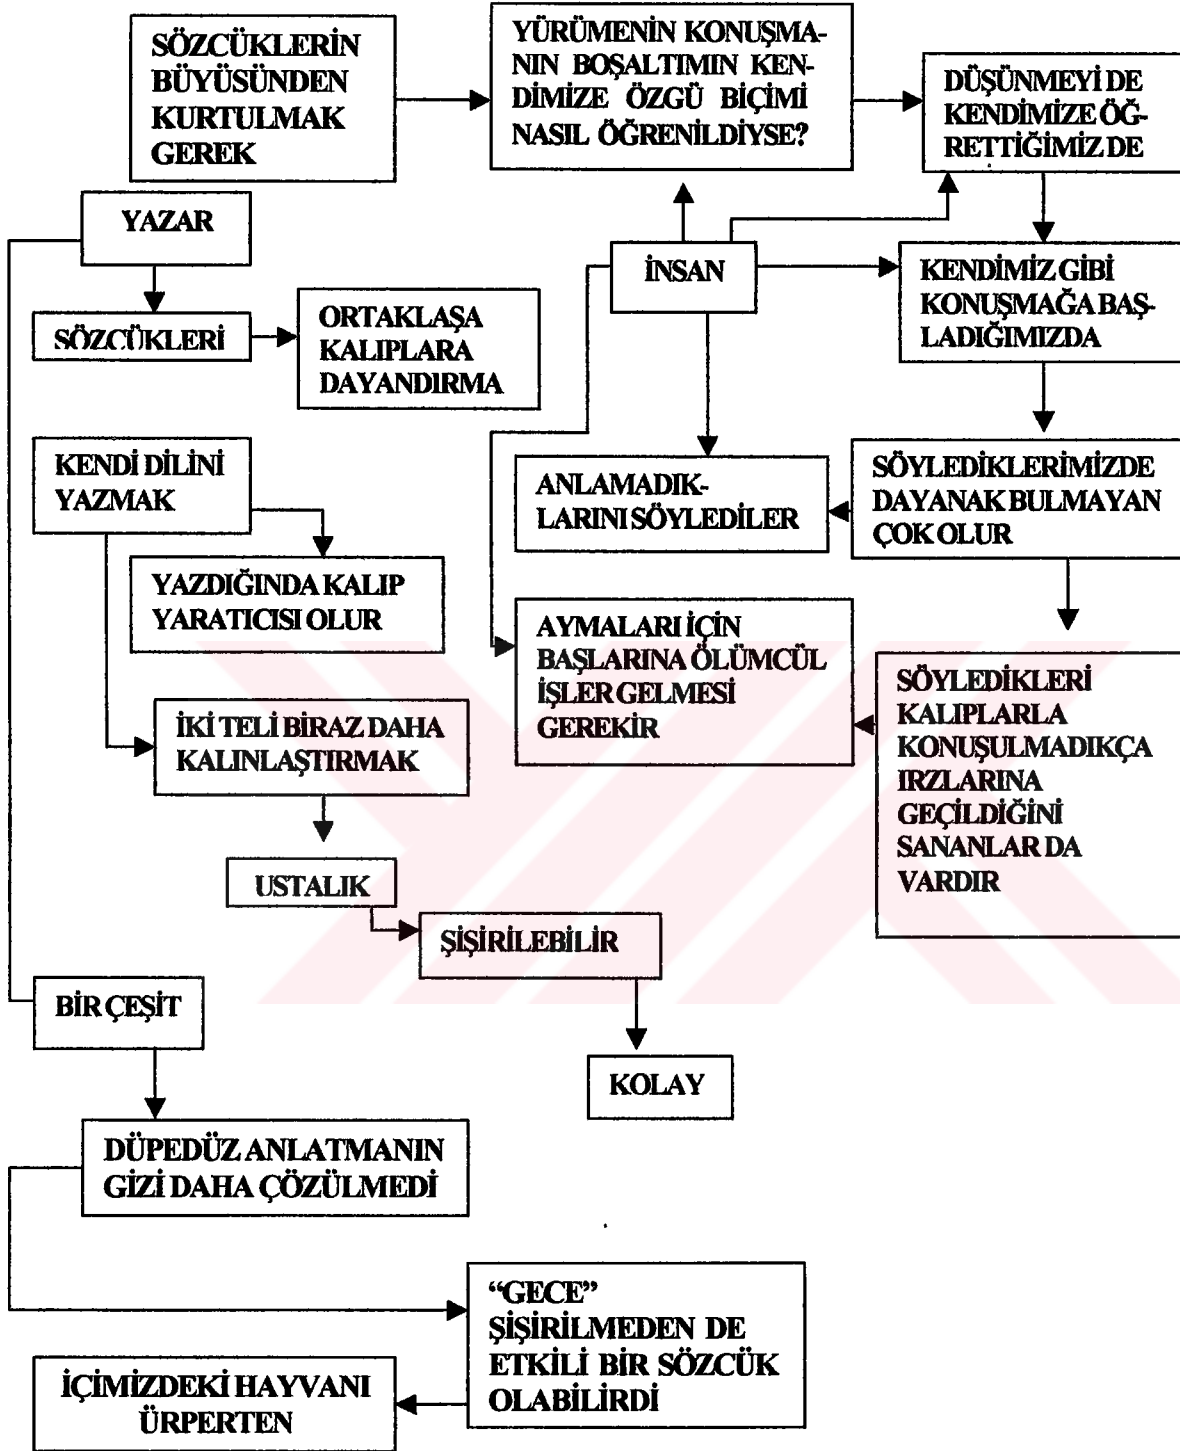 SÖZCÜKLERİN
BÜYÜSÜNDEN
KURTULMAK
GEREK
YÜRÜMENİN KONUŞMA-
NIN BOŞALTIMIN KEN-
DİMİZE ÖZGÜ BİÇİMİ
NASIL ÖĞRENİLDİYSE?
DÜŞÜNMEYİ DE
KENDİMİZE ÖĞ-
RETTİĞİMİZ DE
YAZAR
İNSAN
KENDİMİZ GİBİ
KONUŞMAĞA BAŞ-
LADIĞIMIZDA
SÖZCÜKLERİ
ORTAKLAŞA
KALIPLARA
DAYANDIRMA
KENDİ DİLİNİ
YAZMAK
ANLAMADIK-
LARINI SÖYLEDİLER
SÖYLEDİKLERİMİZDE
DAYANAK BULMAYAN
ÇOK OLUR
YAZDIĞINDA KALIP
YARATICISI OLUR
AYMALARI İÇİN
BAŞLARINA ÖLÜMCÜL
İŞLER GELMESİ
GEREKİR
SÖYLEDİKLERİ
KALIPLARLA
KONUŞULMADIKÇA
IRZLARINA
GEÇİLDİĞİNİ
SANANLAR DA
VARDIR
İKİ TELİ BİRAZ DAHA
KALINLAŞTIRMAK
USTALIK
ŞİŞİRİLEBİLİR
BİR ÇEŞİT
KOLAY
DÜPEDÜZ ANLATMANIN
GİZİ DAHA ÇÖZÜLMEDİ
“GECE”
ŞİŞİRİLMEDEN DE
ETKİLİ BİR SÖZCÜK
OLABİLİRDİ
İÇİMİZDEKİ HAYVANI
ÜRPERTEN